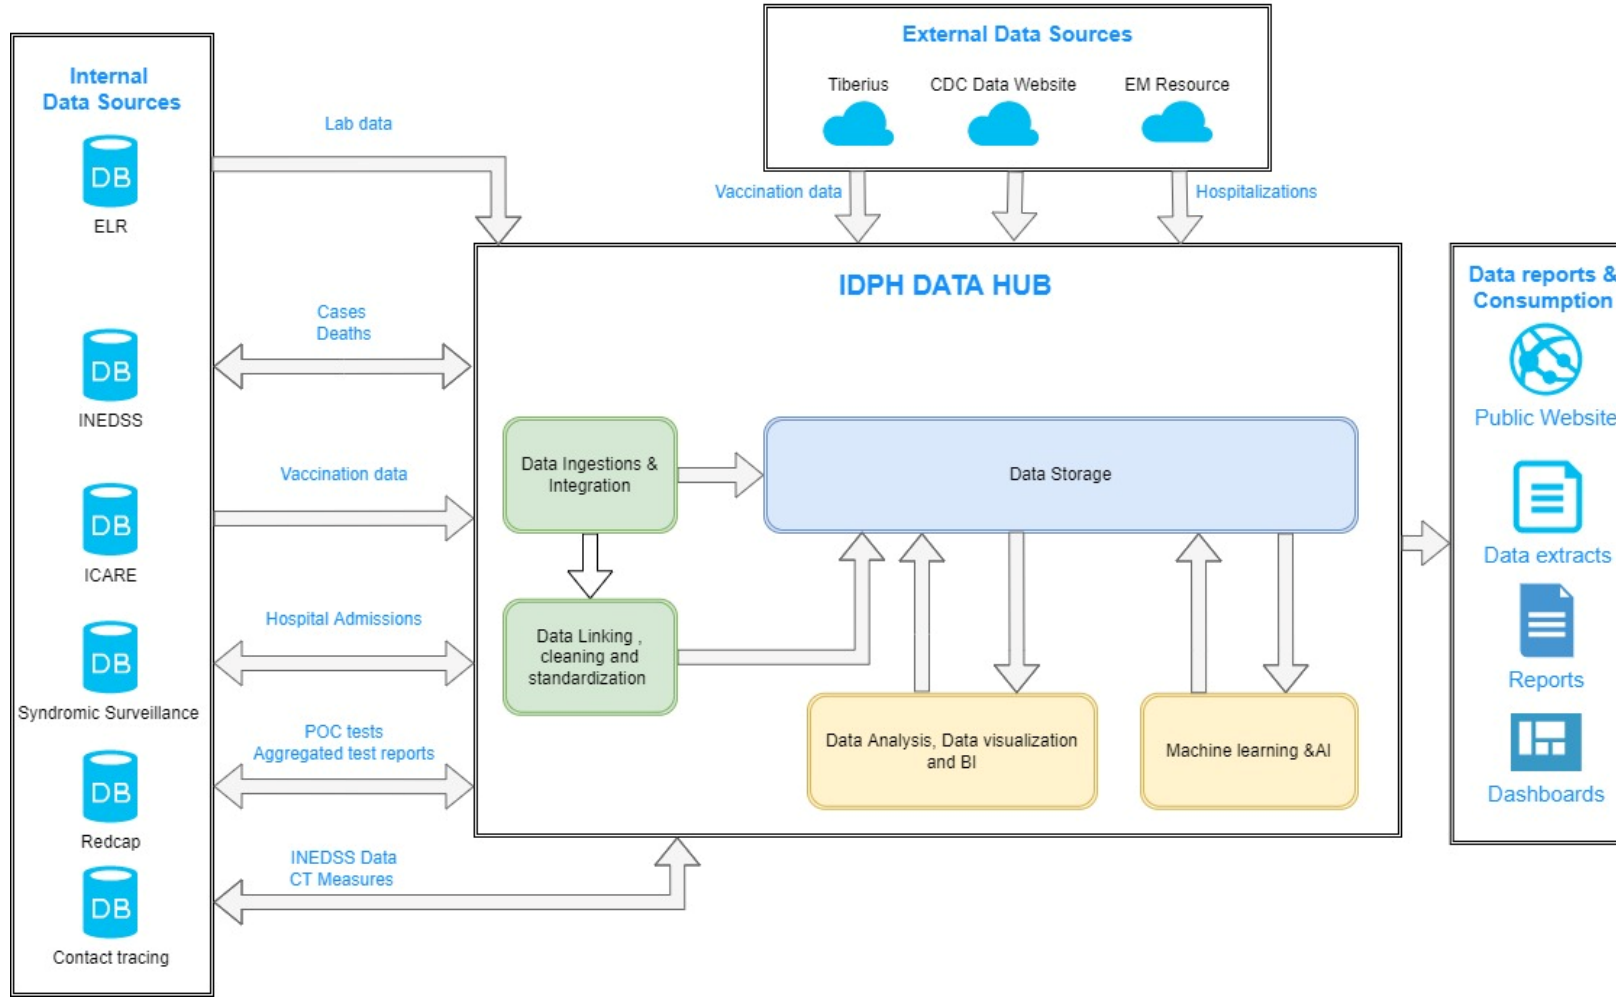 Internal
Data Sources
DB
ELR
DB
INEDSS
DB
ICARE
DB
Syndromic Surveillance
DB
Redcap
DB
Contact tracing
Lab data
Cases
Deaths
Vaccination data
Hospital Admissions
POC tests
Aggregated test reports
INEDSS Data
CT Measures
External Data Sources
Tiberius
CDC Data Website
EM Resource
Vaccination data
Hospitalizations
IDPH DATA HUB
Data Ingestions &
Integration
Data Storage
Data Linking ,
cleaning and
standardization
Data Analysis, Data visualization
and BI
Machine learning &AI
Data reports &
Consumption
Public Website
Data extracts
Reports
Dashboards